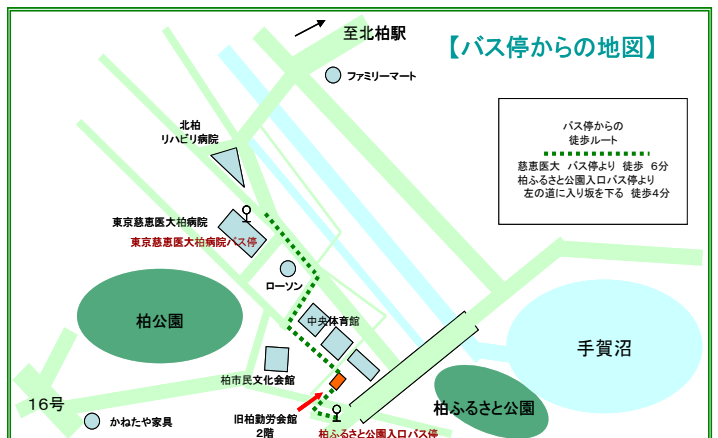 至北柏駅
【バス停からの地図】
ファミリーマート
北柏
リハビリ病院
バス停からの
徒歩ルート
慈恵医大 バス停より 徒歩 6分
柏ふるさと公園入口バス停より
左の道に入り坂を下る 徒歩4分
東京慈恵医大柏病院
東京慈恵医大柏病院バス停
ローソン
柏公園
中央体育館
手賀沼
柏市民文化会館
柏ふるさと公園
16号
かねたや家具
旧柏勤労会館
2階
柏ふるさと公園入口バス停